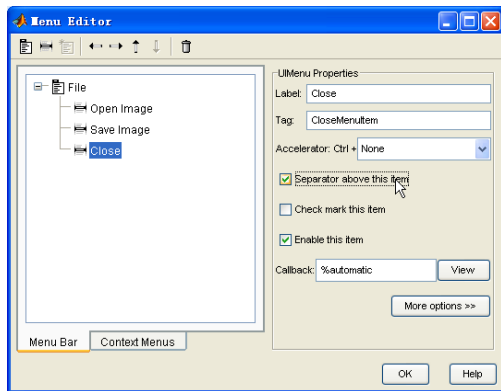 Menu Editor
UIMenu Properties
File
Open Image
Save Image
Close
Label: Close
Tag: CloseMenuItem
Accelerator: Ctrl + None
Separator above this item
Check mark this item
Enable this item
Callback: %automatic View
More options >>
Menu Bar Context Menus
OK Help